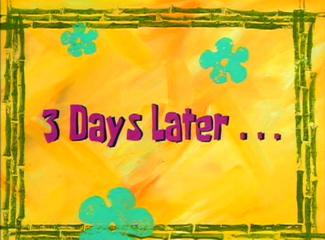 3 Days Later . . .